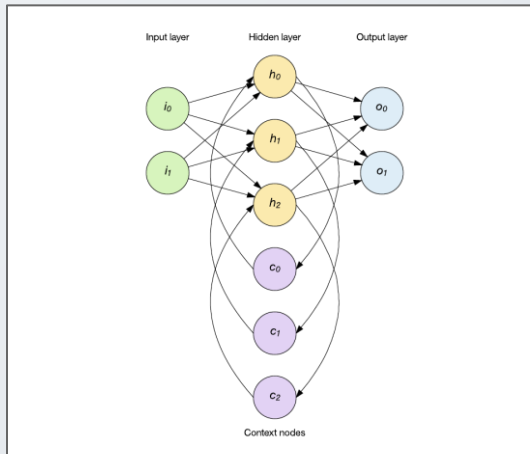 Input layer
Hidden layer
Output layer
h0
i0
o0
h1
i1
o1
h2
c0
c1
c2
Context nodes